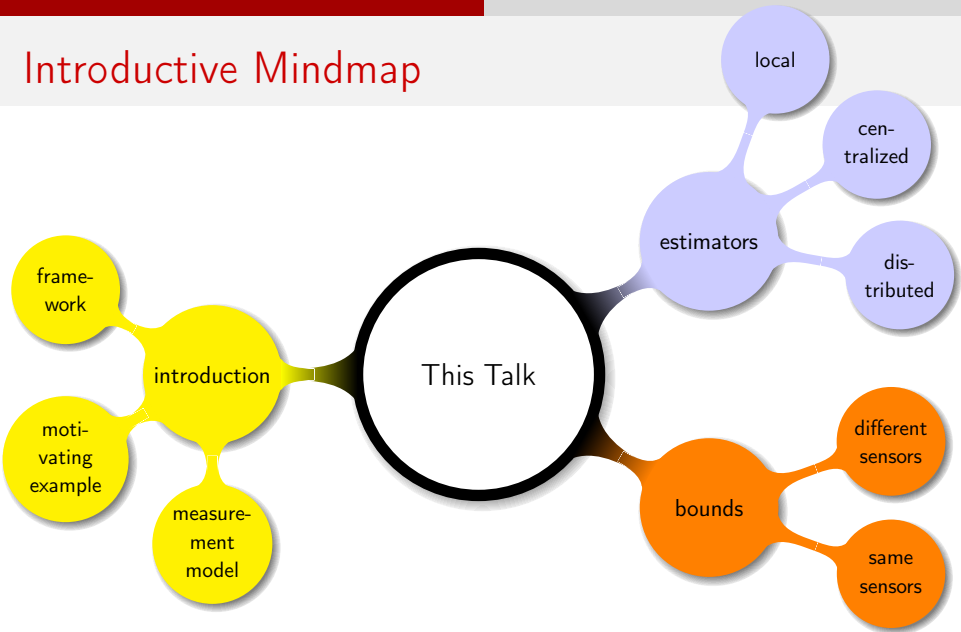 Introductive Mindmap
This Talk
introduction
frame-
work
moti-
vating
example
measure-
ment
model
estimators
local
cen-
tralized
dis-
tributed
bounds
different
sensors
same
sensors